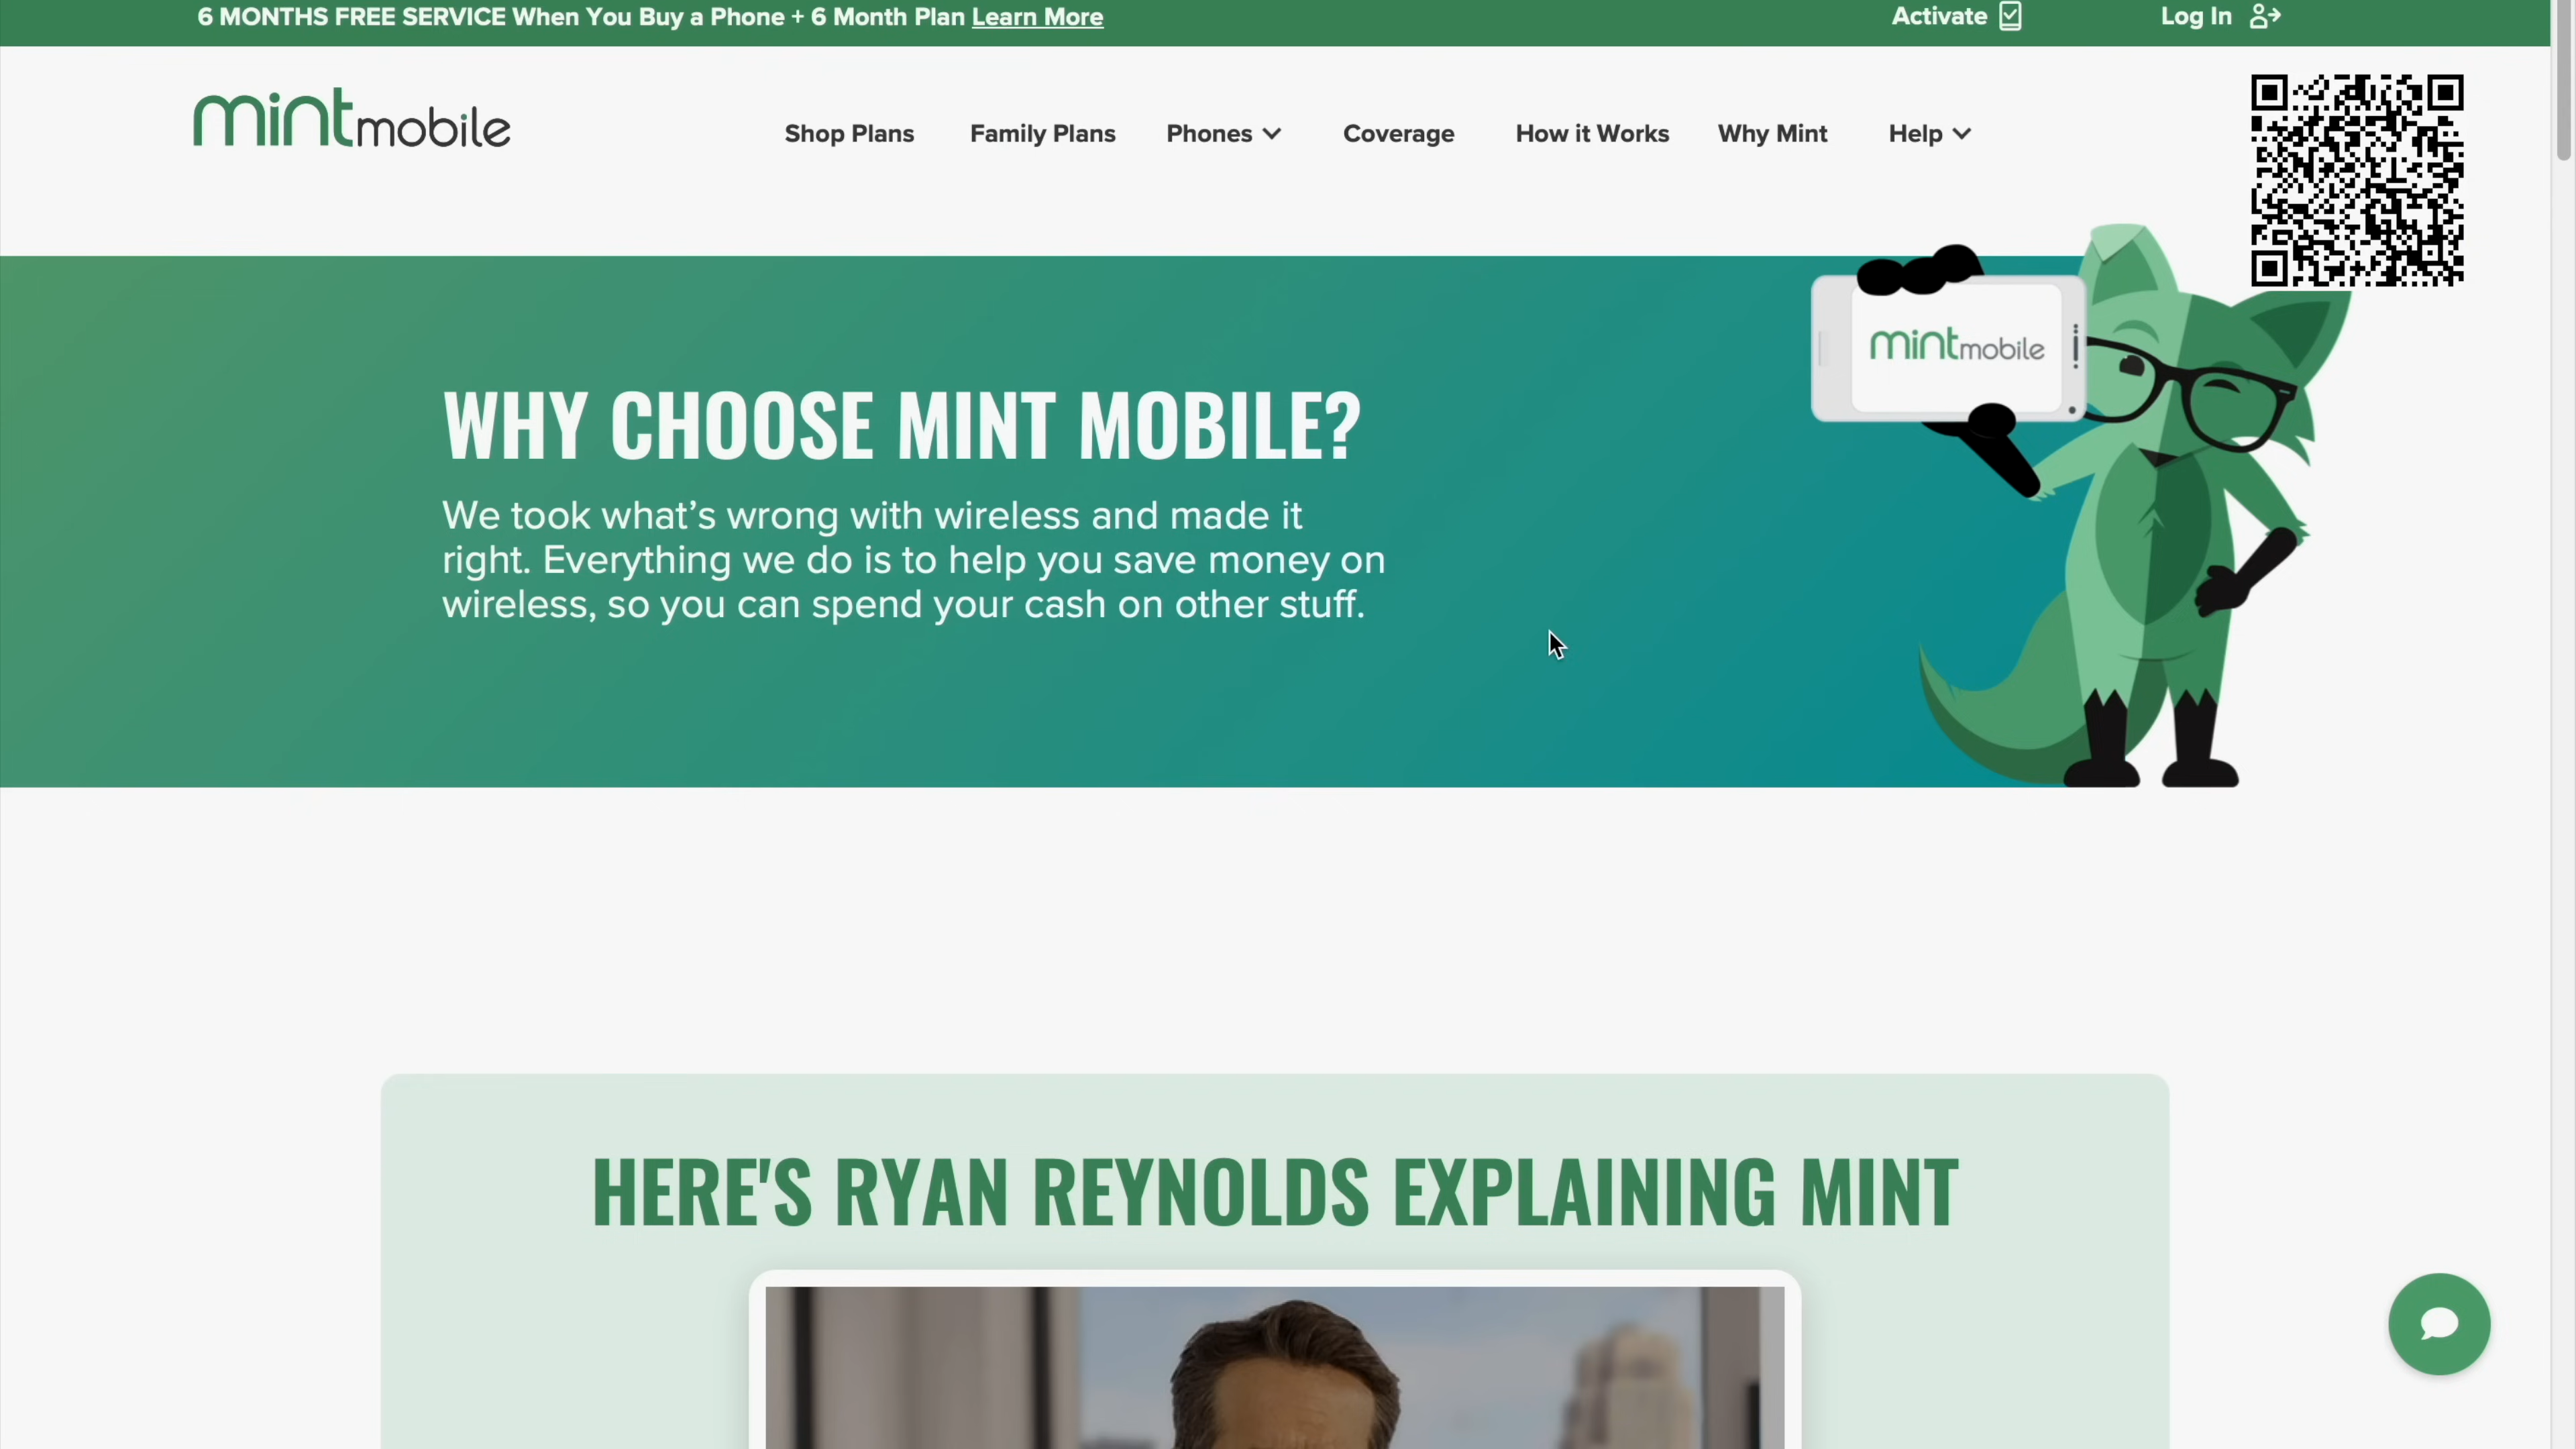 6 MONTHS FREE SERVICE When You Buy a Phone + 6 Month Plan Learn More
Activate
Log In
mintmobile
Shop Plans
Family Plans
Phones
Coverage
How it Works
Why Mint
Help
mintmobile
WHY CHOOSE MINT MOBILE?
We took what’s wrong with wireless and made it
right. Everything we do is to help you save money on
wireless, so you can spend your cash on other stuff.
HERE'S RYAN REYNOLDS EXPLAINING MINT